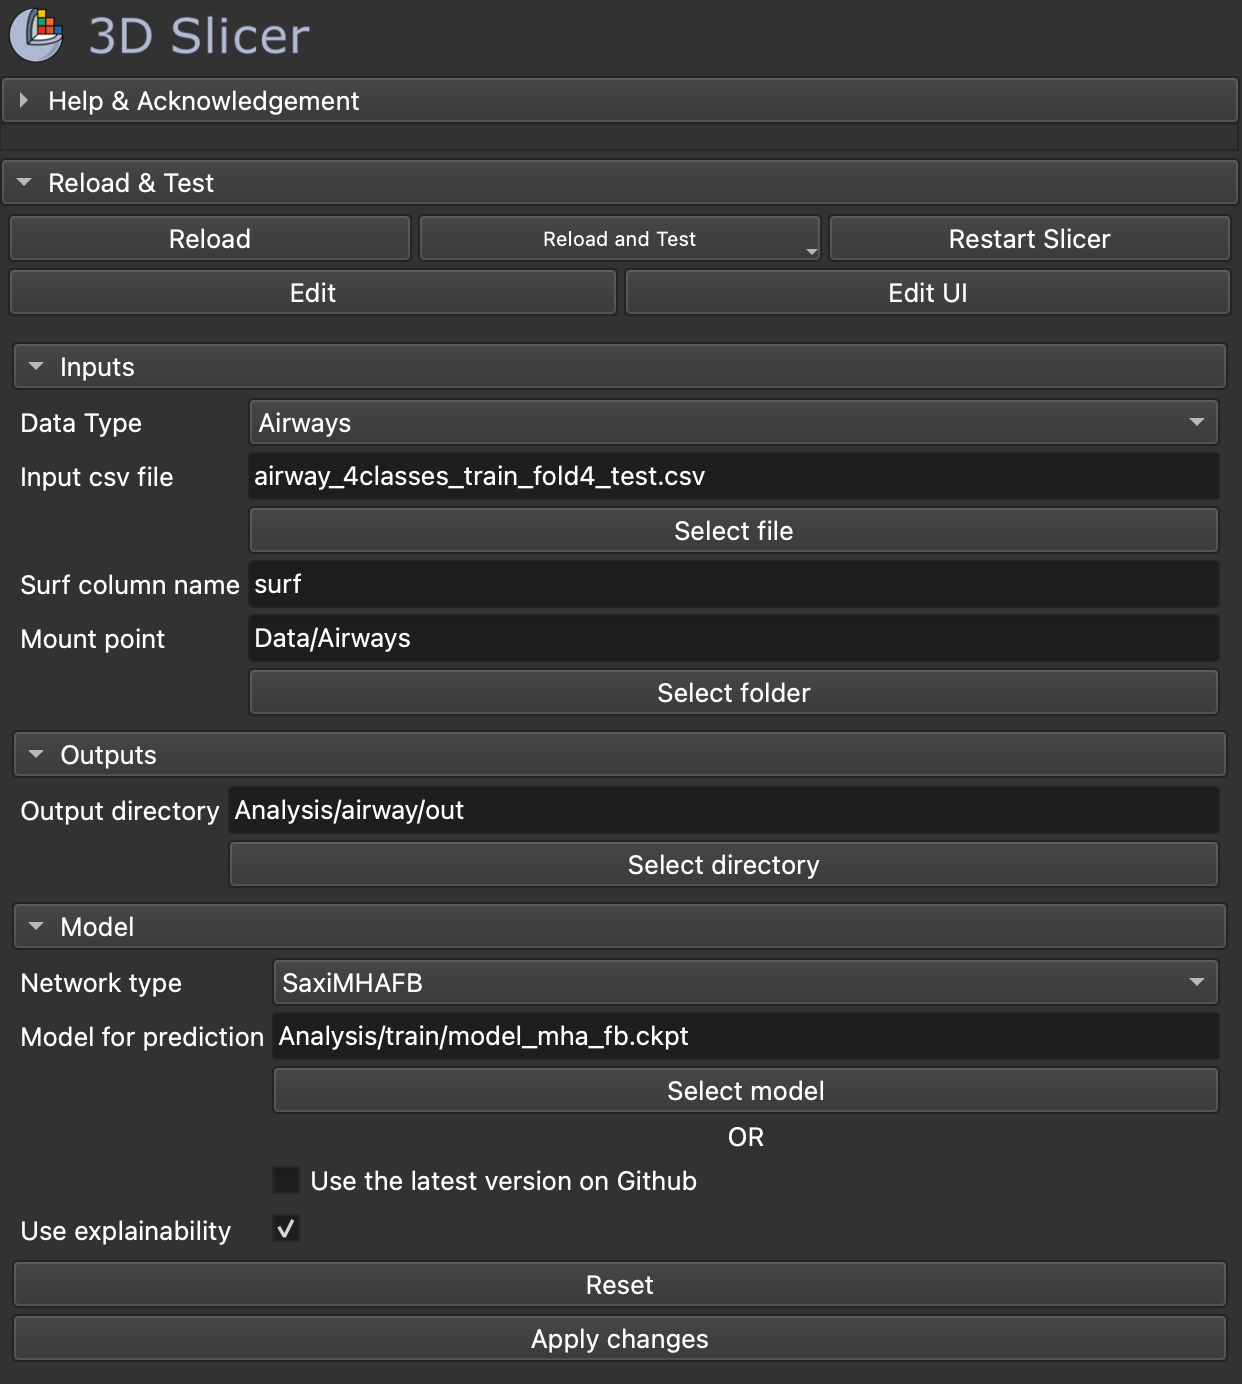 3D Slicer
Help & Acknowledgement
Reload & Test
Reload
Reload and Test
Restart Slicer
Edit
Edit UI
Inputs
Data Type
Airways
Input csv file
airway_4classes_train_fold4_test.csv
Select file
Surf column name
surf
Mount point
Data/Airways
Select folder
Outputs
Output directory
Analysis/airway/out
Select directory
Model
Network type
SaxiMHAFB
Model for prediction
Analysis/train/model_mha_fb.ckpt
Select model
OR
Use the latest version on Github
Use explainability
Reset
Apply changes